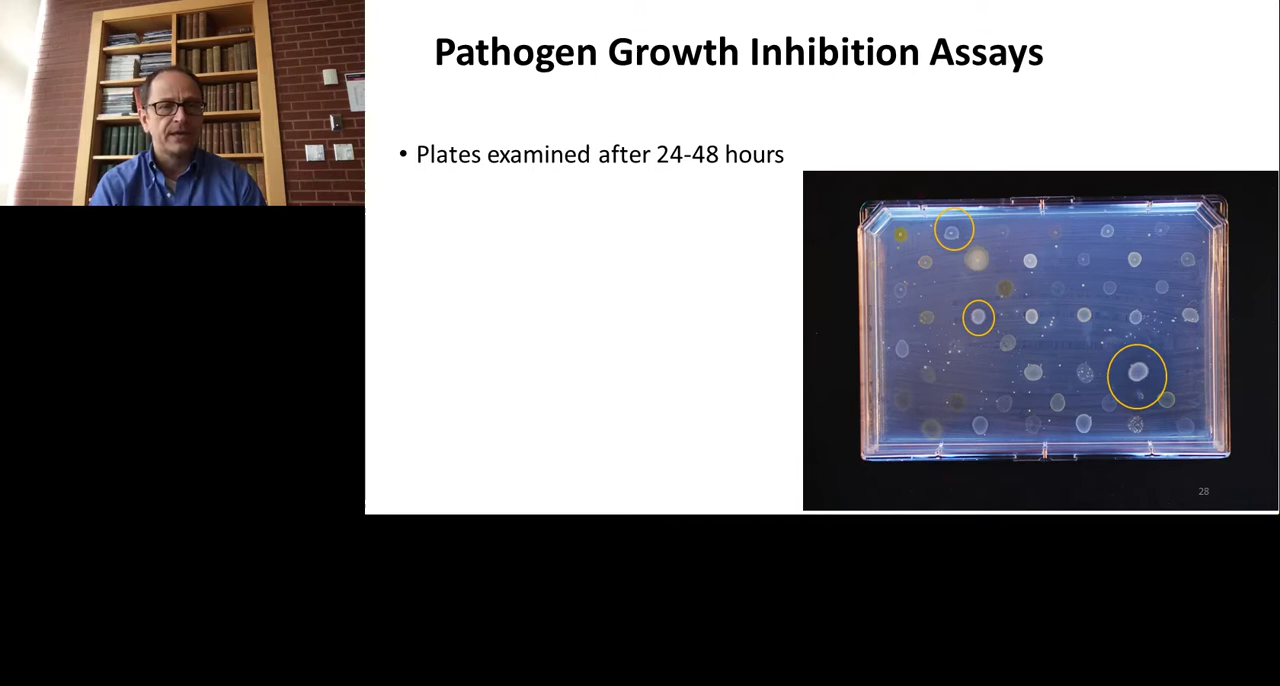 Pathogen Growth Inhibition Assays
• Plates examined after 24-48 hours
28